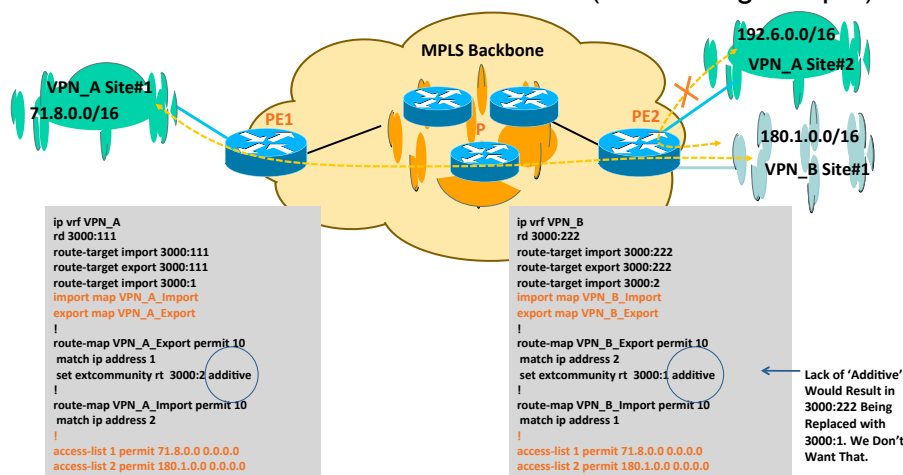 MPLS Backbone
VPN_A Site#1
71.8.0.0/16
PE1
P
PE2
192.6.0.0/16
VPN_A Site#2
180.1.0.0/16
VPN_B Site#1
ip vrf VPN_A
rd 3000:111
route-target import 3000:111
route-target export 3000:111
route-target import 3000:1
import map VPN_A_Import
export map VPN_A_Export
!
route-map VPN_A_Export permit 10
match ip address 1
set extcommunity rt 3000:2 additive
!
route-map VPN_A_Import permit 10
match ip address 2
!
access-list 1 permit 71.8.0.0 0.0.0.0
access-list 2 permit 180.1.0.0 0.0.0.0
ip vrf VPN_B
rd 3000:222
route-target import 3000:222
route-target export 3000:222
route-target import 3000:2
import map VPN_B_Import
export map VPN_B_Export
!
route-map VPN_B_Export permit 10
match ip address 2
set extcommunity rt 3000:1 additive
!
route-map VPN_B_Import permit 10
match ip address 1
!
access-list 1 permit 71.8.0.0 0.0.0.0
access-list 2 permit 180.1.0.0 0.0.0.0
Lack of ‘Additive’
Would Result in
3000:222 Being
Replaced with
3000:1. We Don’t
Want That.